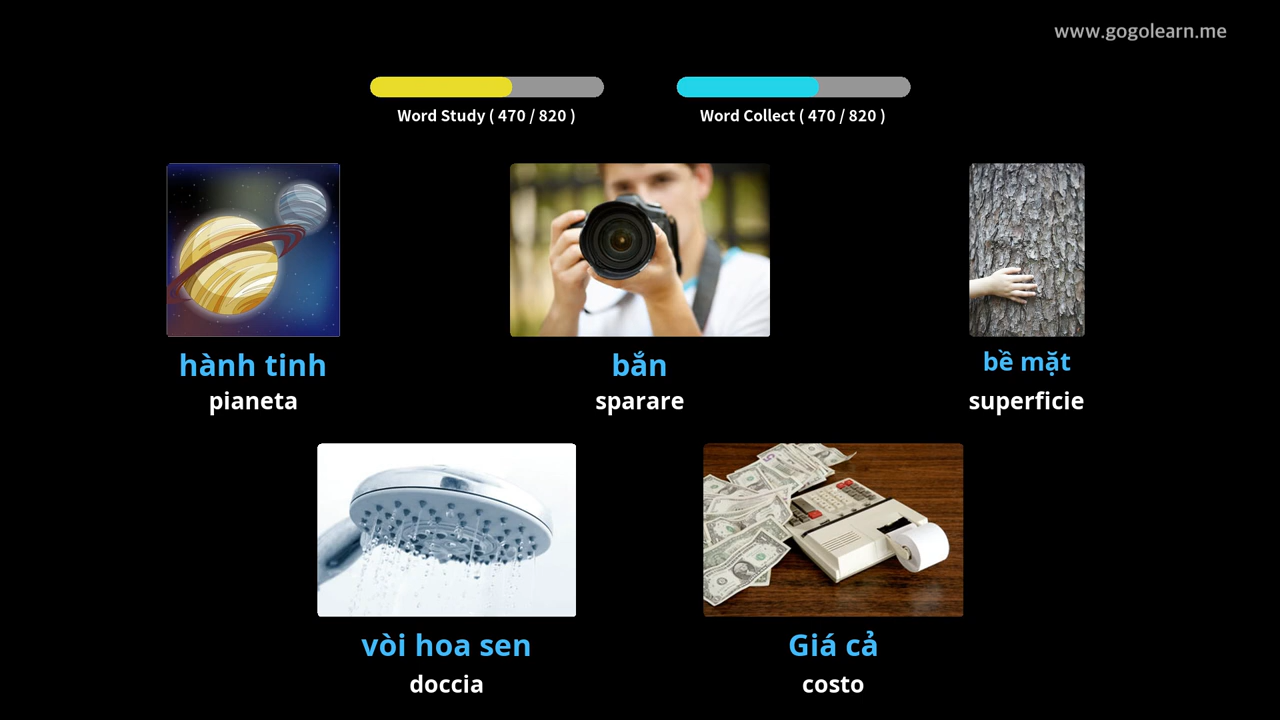 www.gogolearn.me
Word Study ( 470 / 820 )
Word Collect ( 470 / 820 )
hành tinh
pianeta
bắn
sparare
bề mặt
superficie
vòi hoa sen
doccia
Giá cả
costo